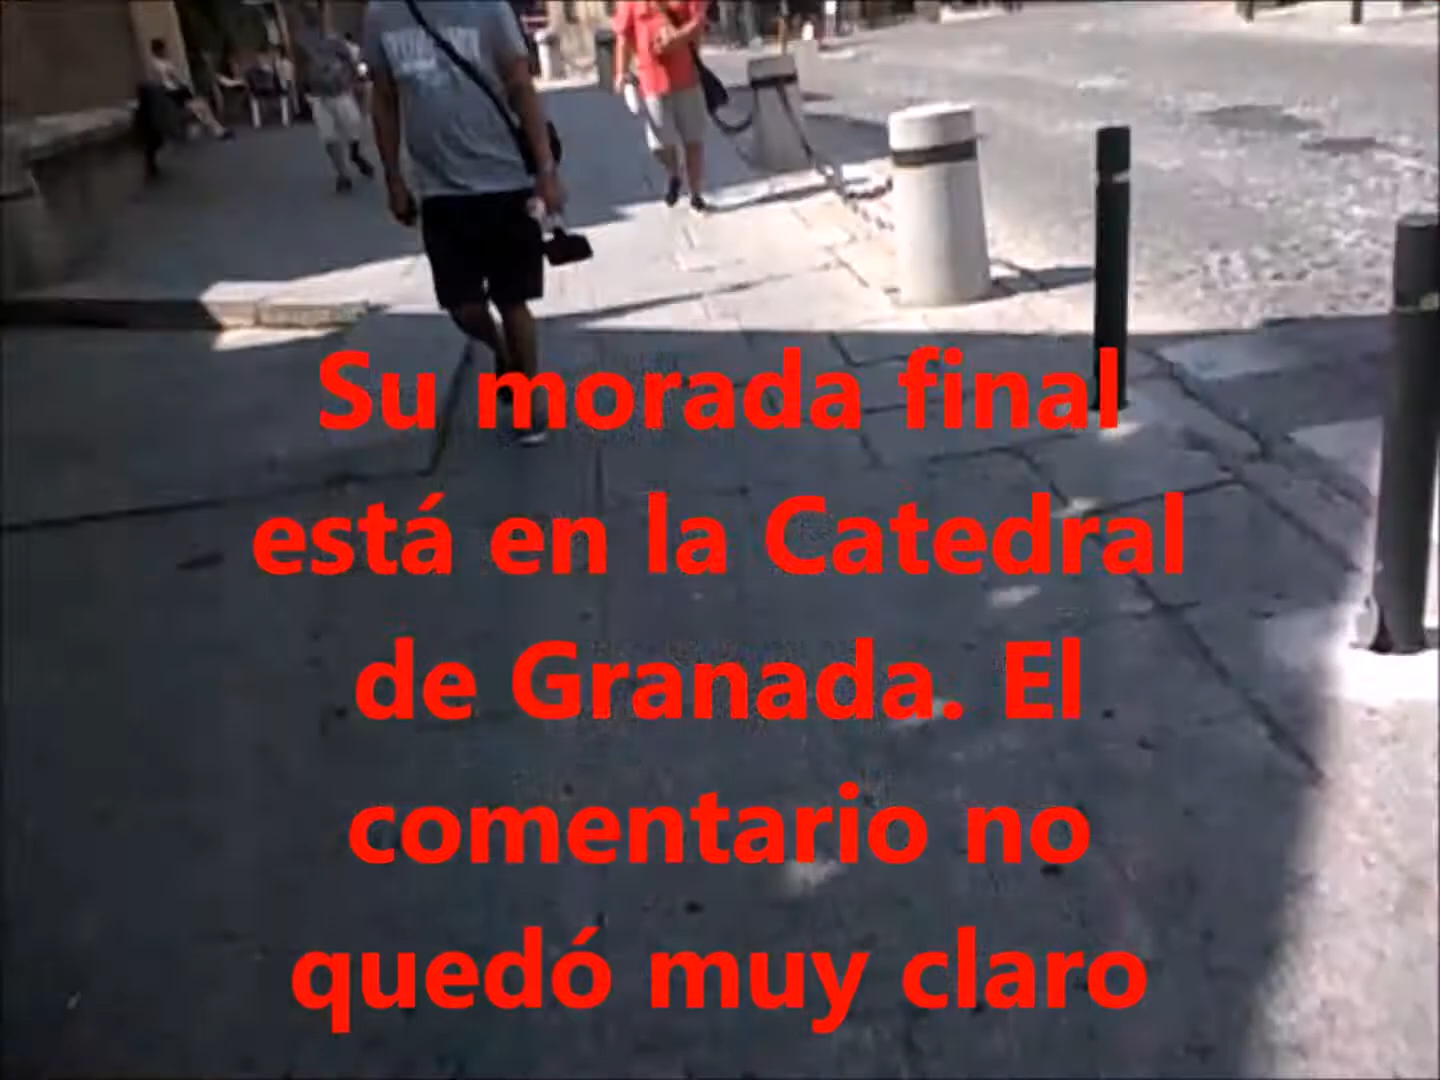 Su morada final
está en la Catedral
de Granada. El
comentario no
quedó muy claro